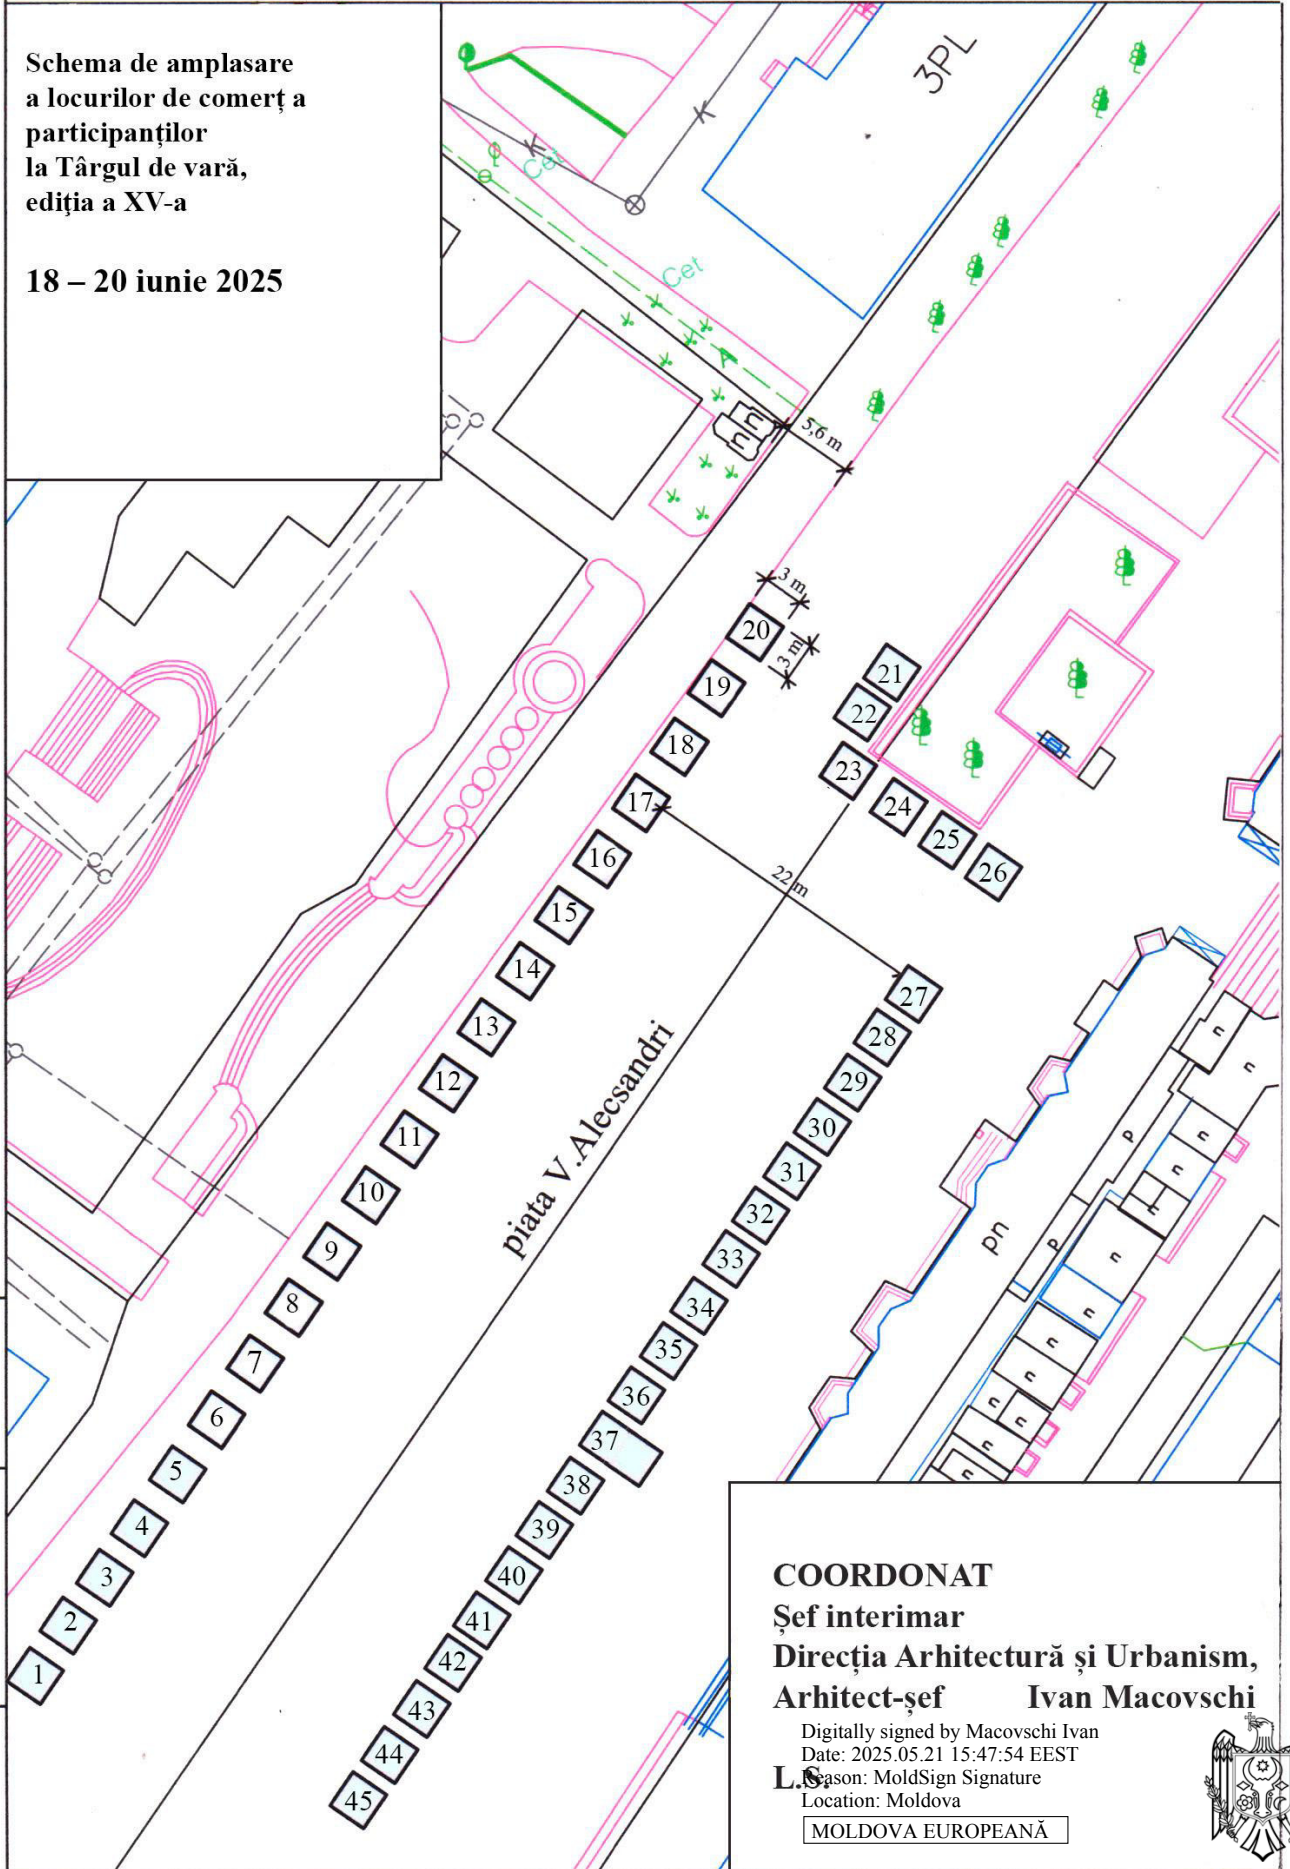 Schema de amplasare
a locurilor de comerț a
participanților
la Târgul de vară,
ediţia a XV-a
18 – 20 iunie 2025
3PL
K
K
Cet
Cet
A
n
n
5,6 m
3 m
20
3 m
19
21
22
18
23
17
24
25
26
16
22 m
15
14
27
13
28
12
29
piata V.Alecsandri
30
11
31
10
32
9
33
8
34
7
35
6
36
5
37
38
4
39
3
40
2
41
1
42
43
44
45
n
n
p
n
n
pn
p
n
n
n
n
n
n
n
n
COORDONAT
Șef interimar
Direcția Arhitectură și Urbanism,
Arhitect-șef Ivan Macovschi
Digitally signed by Macovschi Ivan
Date: 2025.05.21 15:47:54 EEST
L.S.
Reason: MoldSign Signature
Location: Moldova
MOLDOVA EUROPEANĂ